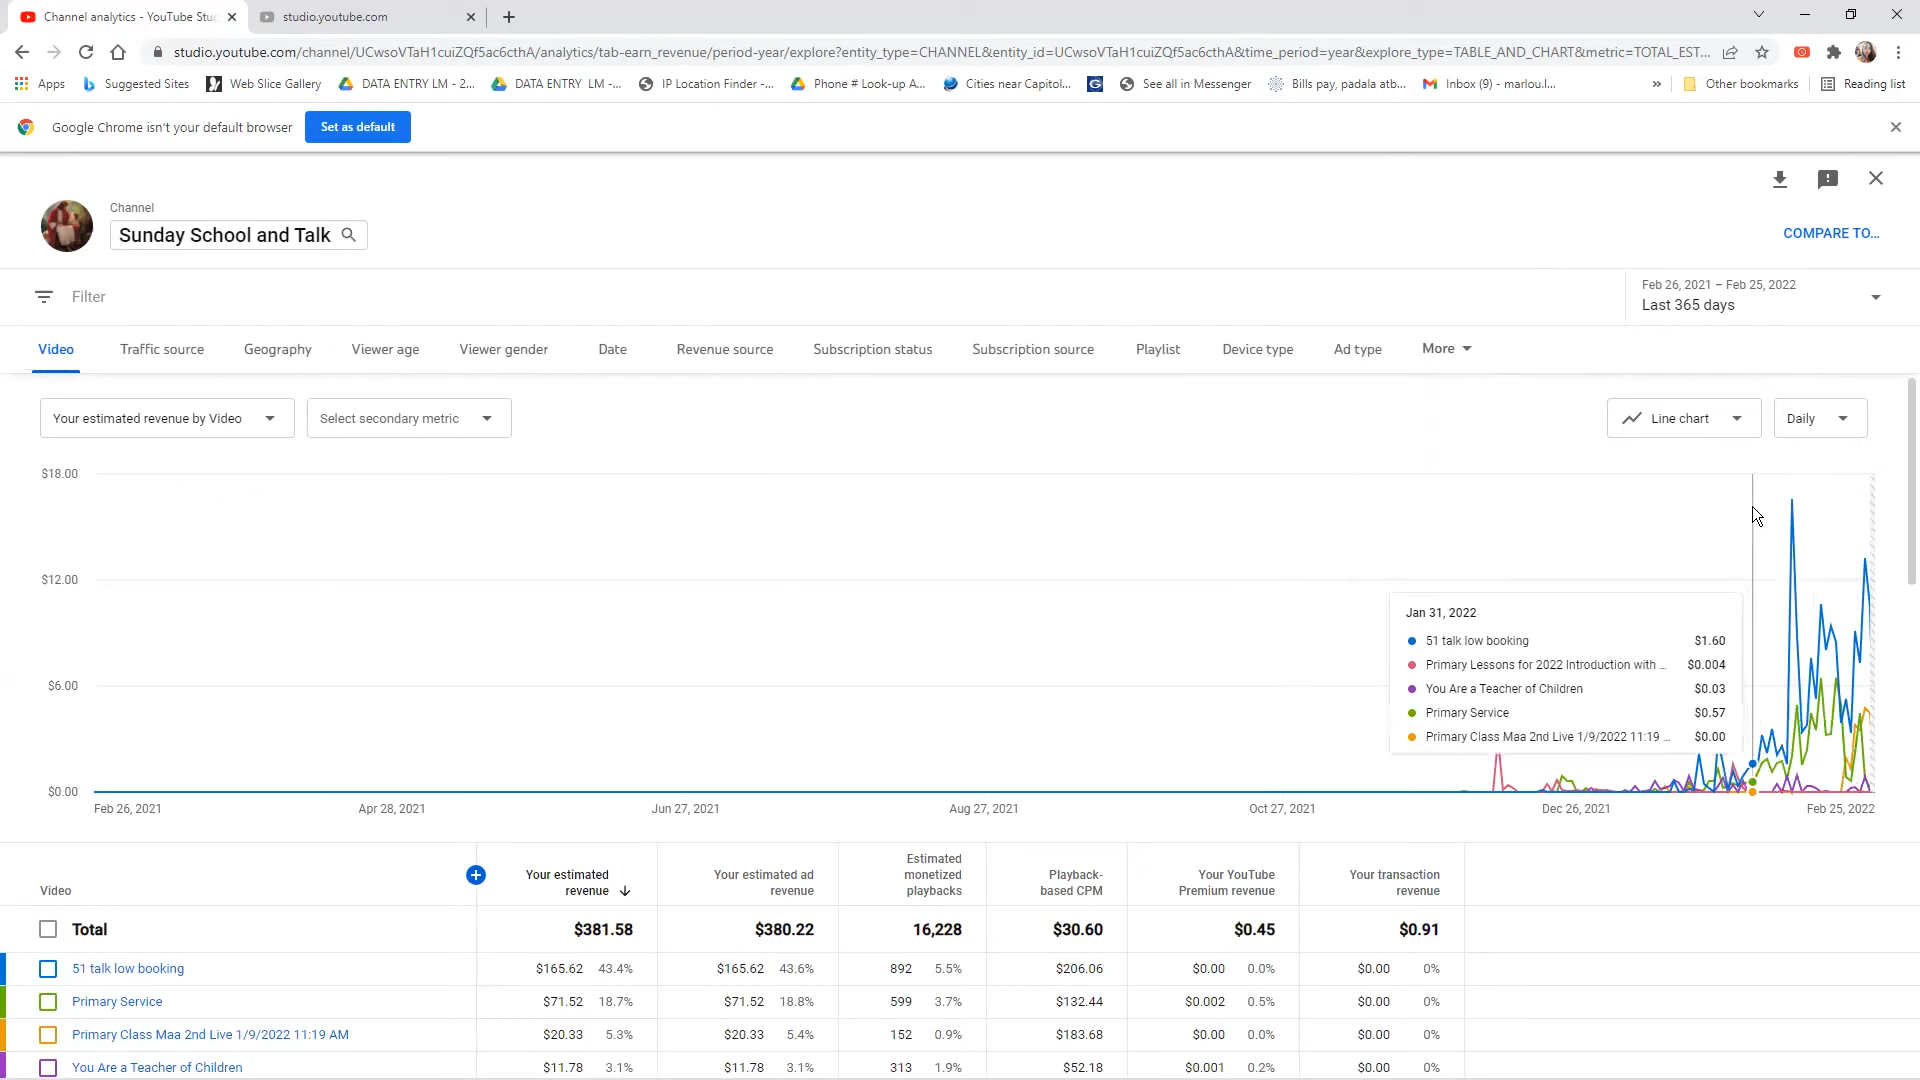 Channel analytics - YouTube Stu
studio.youtube.com
studio.youtube.com/channel/UCwsoVTaH1cuiZQf5ac6cthA/analytics/tab-earn_revenue/period-year/explore?entity_type=CHANNEL&entity_id=UCwsoVTaH1cuiZQf5ac6cthA&time_period=year&explore_type=TABLE_AND_CHART&metric=TOTAL_EST...
Apps Suggested Sites Web Slice Gallery DATA ENTRY LM - 2... DATA ENTRY LM -... IP Location Finder -... Phone # Look-up A... Cities near Capitol... G See all in Messenger Bills pay, padala atb... Inbox (9) - marlou.l... » Other bookmarks Reading list
Google Chrome isn't your default browser Set as default
Channel
Sunday School and Talk
COMPARE TO...
Filter
Feb 26, 2021 – Feb 25, 2022
Last 365 days
Video Traffic source Geography Viewer age Viewer gender Date Revenue source Subscription status Subscription source Playlist Device type Ad type More
Your estimated revenue by Video Select secondary metric Line chart Daily
$18.00
$12.00
$6.00
$0.00
Jan 31, 2022
51 talk low booking $1.60
Primary Lessons for 2022 Introduction with ... $0.004
You Are a Teacher of Children $0.03
Primary Service $0.57
Primary Class Maa 2nd Live 1/9/2022 11:19 ... $0.00
Feb 26, 2021 Apr 28, 2021 Jun 27, 2021 Aug 27, 2021 Oct 27, 2021 Dec 26, 2021 Feb 25, 2022
Video
Your estimated
revenue
Your estimated ad
revenue
Estimated
monetized
playbacks
Playback-
based CPM
Your YouTube
Premium revenue
Your transaction
revenue
Total $381.58 $380.22 16,228 $30.60 $0.45 $0.91
51 talk low booking $165.62 43.4% $165.62 43.6% 892 5.5% $206.06 $0.00 0.0% $0.00 0%
Primary Service $71.52 18.7% $71.52 18.8% 599 3.7% $132.44 $0.002 0.5% $0.00 0%
Primary Class Maa 2nd Live 1/9/2022 11:19 AM $20.33 5.3% $20.33 5.4% 152 0.9% $183.68 $0.00 0.0% $0.00 0%
You Are a Teacher of Children $11.78 3.1% $11.78 3.1% 313 1.9% $52.18 $0.001 0.2% $0.00 0%